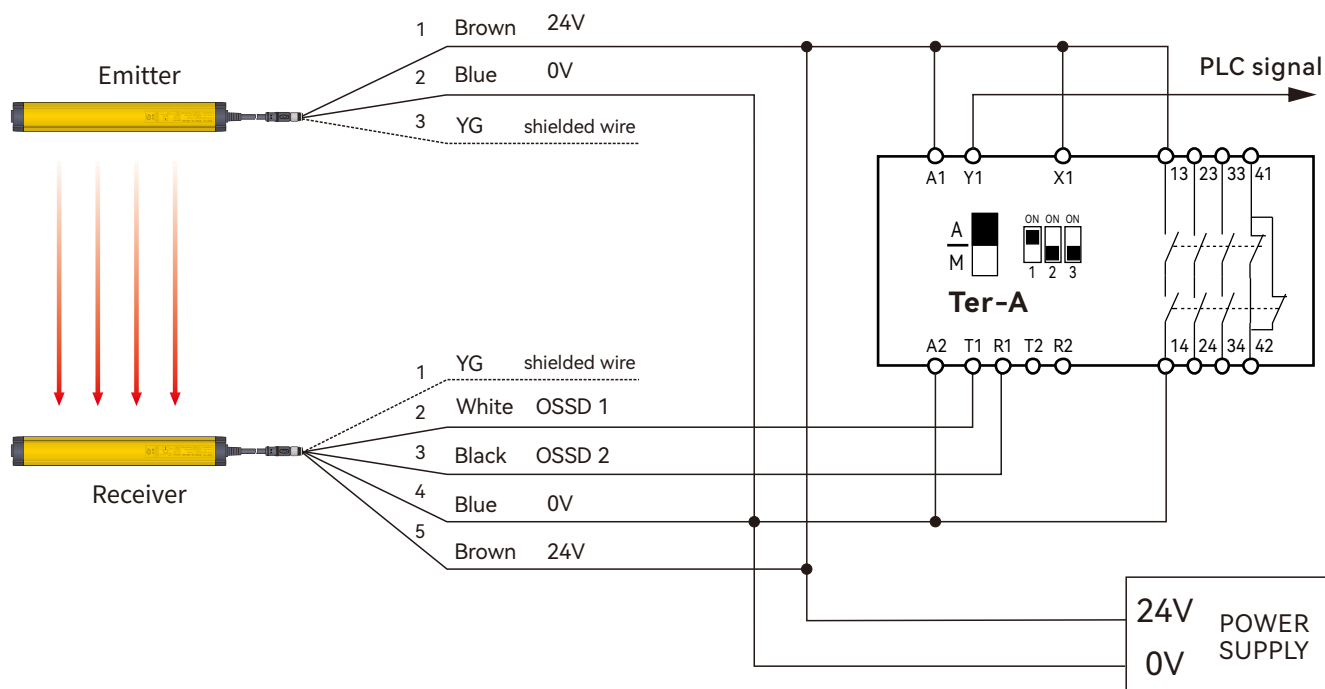 Emitter
1 Brown 24V
2 Blue 0V
3 YG shielded wire
PLC signal
A1 Y1 X1 13 23 33 41
A
M
ON ON ON
1 2 3
Ter-A
A2 T1 R1 T2 R2 14 24 34 42
Receiver
1 YG shielded wire
2 White OSSD 1
3 Black OSSD 2
4 Blue 0V
5 Brown 24V
24V
0V
POWER
SUPPLY